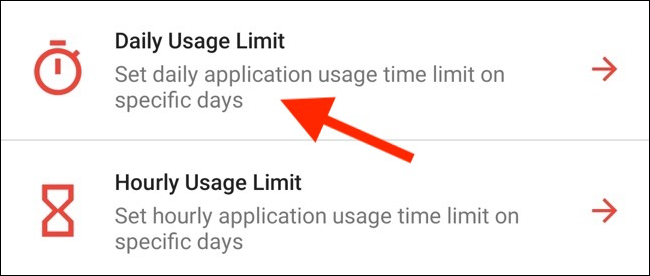 Daily Usage Limit
Set daily application usage time limit on
specific days
Hourly Usage Limit
Set hourly application usage time limit on
specific days